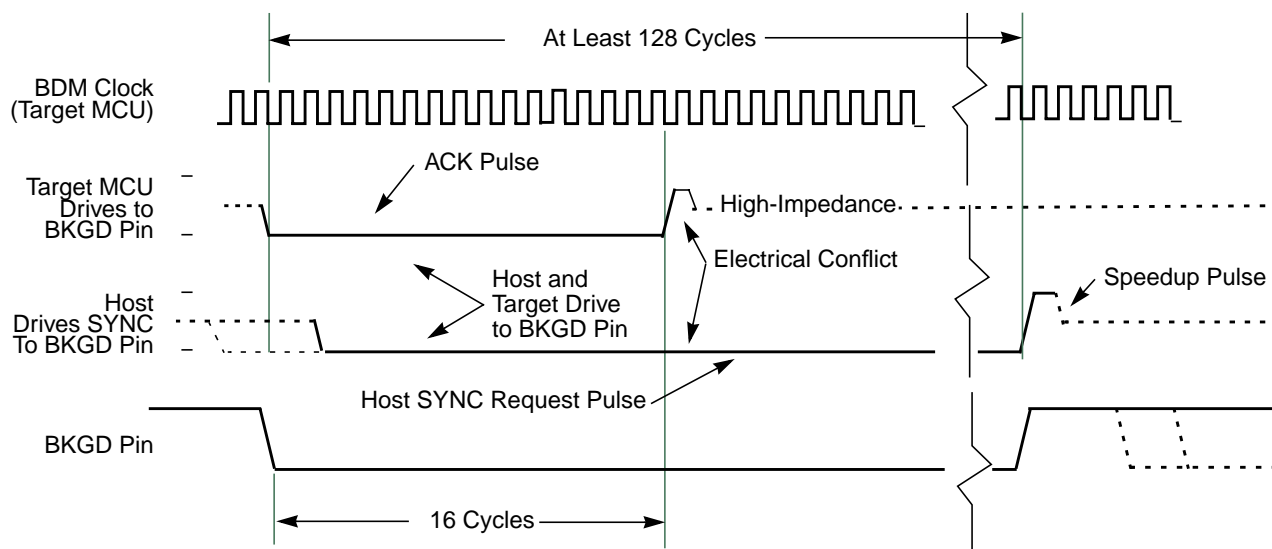 At Least 128 Cycles
BDM Clock
(Target MCU)
ACK Pulse
Target MCU
Drives to
BKGD Pin
High-Impedance
Electrical Conflict
Host and
Target Drive
to BKGD Pin
Speedup Pulse
Host
Drives SYNC
To BKGD Pin
Host SYNC Request Pulse
BKGD Pin
16 Cycles